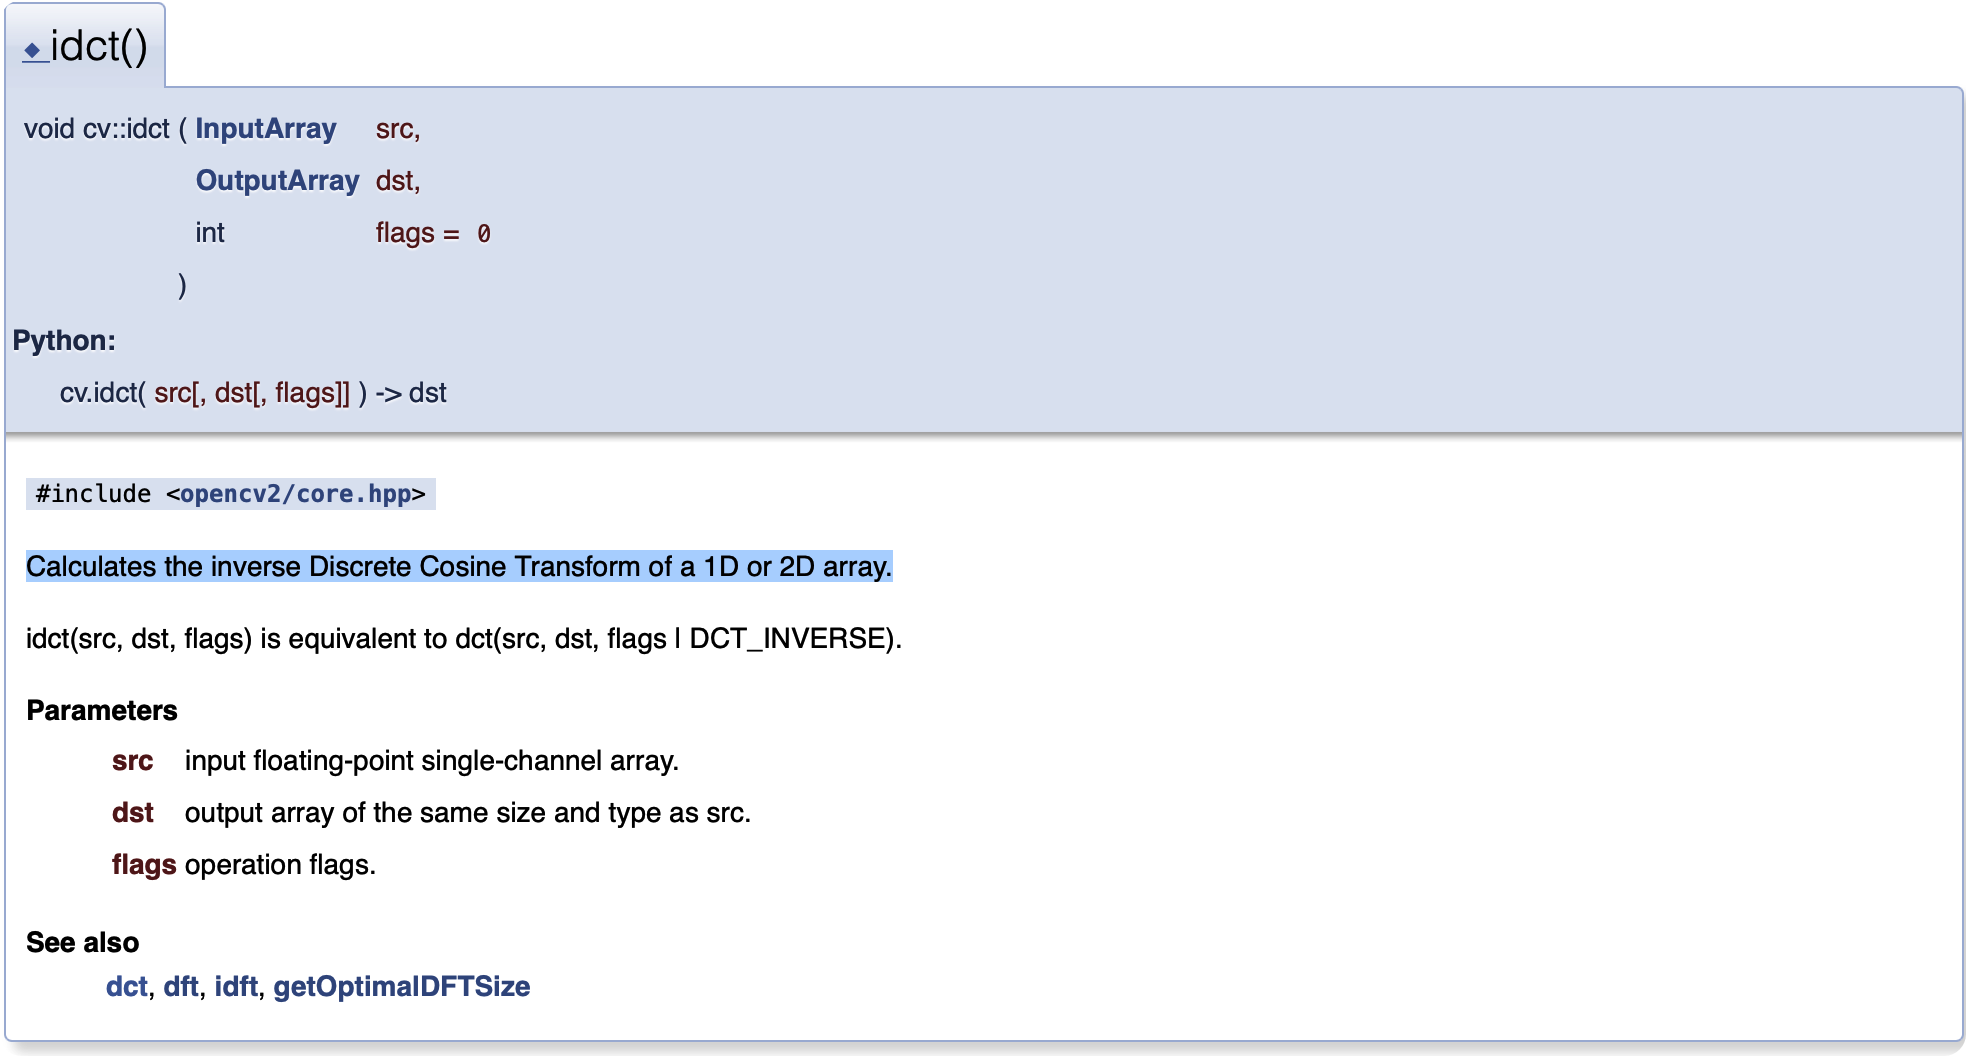 ◆ idct()
void cv::idct ( InputArray src,
OutputArray dst,
int flags = 0
)
Python:
cv.idct( src[, dst[, flags]] ) -> dst
#include <opencv2/core.hpp>
Calculates the inverse Discrete Cosine Transform of a 1D or 2D array.
idct(src, dst, flags) is equivalent to dct(src, dst, flags | DCT_INVERSE).
Parameters
src input floating-point single-channel array.
dst output array of the same size and type as src.
flags operation flags.
See also
dct, dft, idft, getOptimalDFTSize